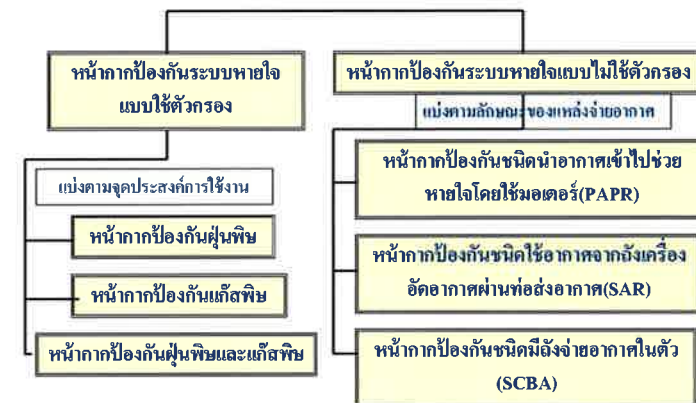 หน้ากากป้องกันระบบหายใจ
แบบใช้ตัวกรอง
แบ่งตามจุดประสงค์การใช้งาน
หน้ากากป้องกันฝุ่นพิษ
หน้ากากป้องกันแก๊สพิษ
หน้ากากป้องกันฝุ่นพิษและแก๊สพิษ
หน้ากากป้องกันระบบหายใจแบบไม่ใช้ตัวกรอง
แบ่งตามลักษณะของแหล่งจ่ายอากาศ
หน้ากากป้องกันชนิดนำอากาศเข้าไปช่วย
หายใจโดยใช้มอเตอร์(PAPR)
หน้ากากป้องกันชนิดใช้อากาศจากถังเครื่อง
อัดอากาศผ่านท่อส่งอากาศ(SAR)
หน้ากากป้องกันชนิดมีถังจ่ายอากาศในตัว
(SCBA)